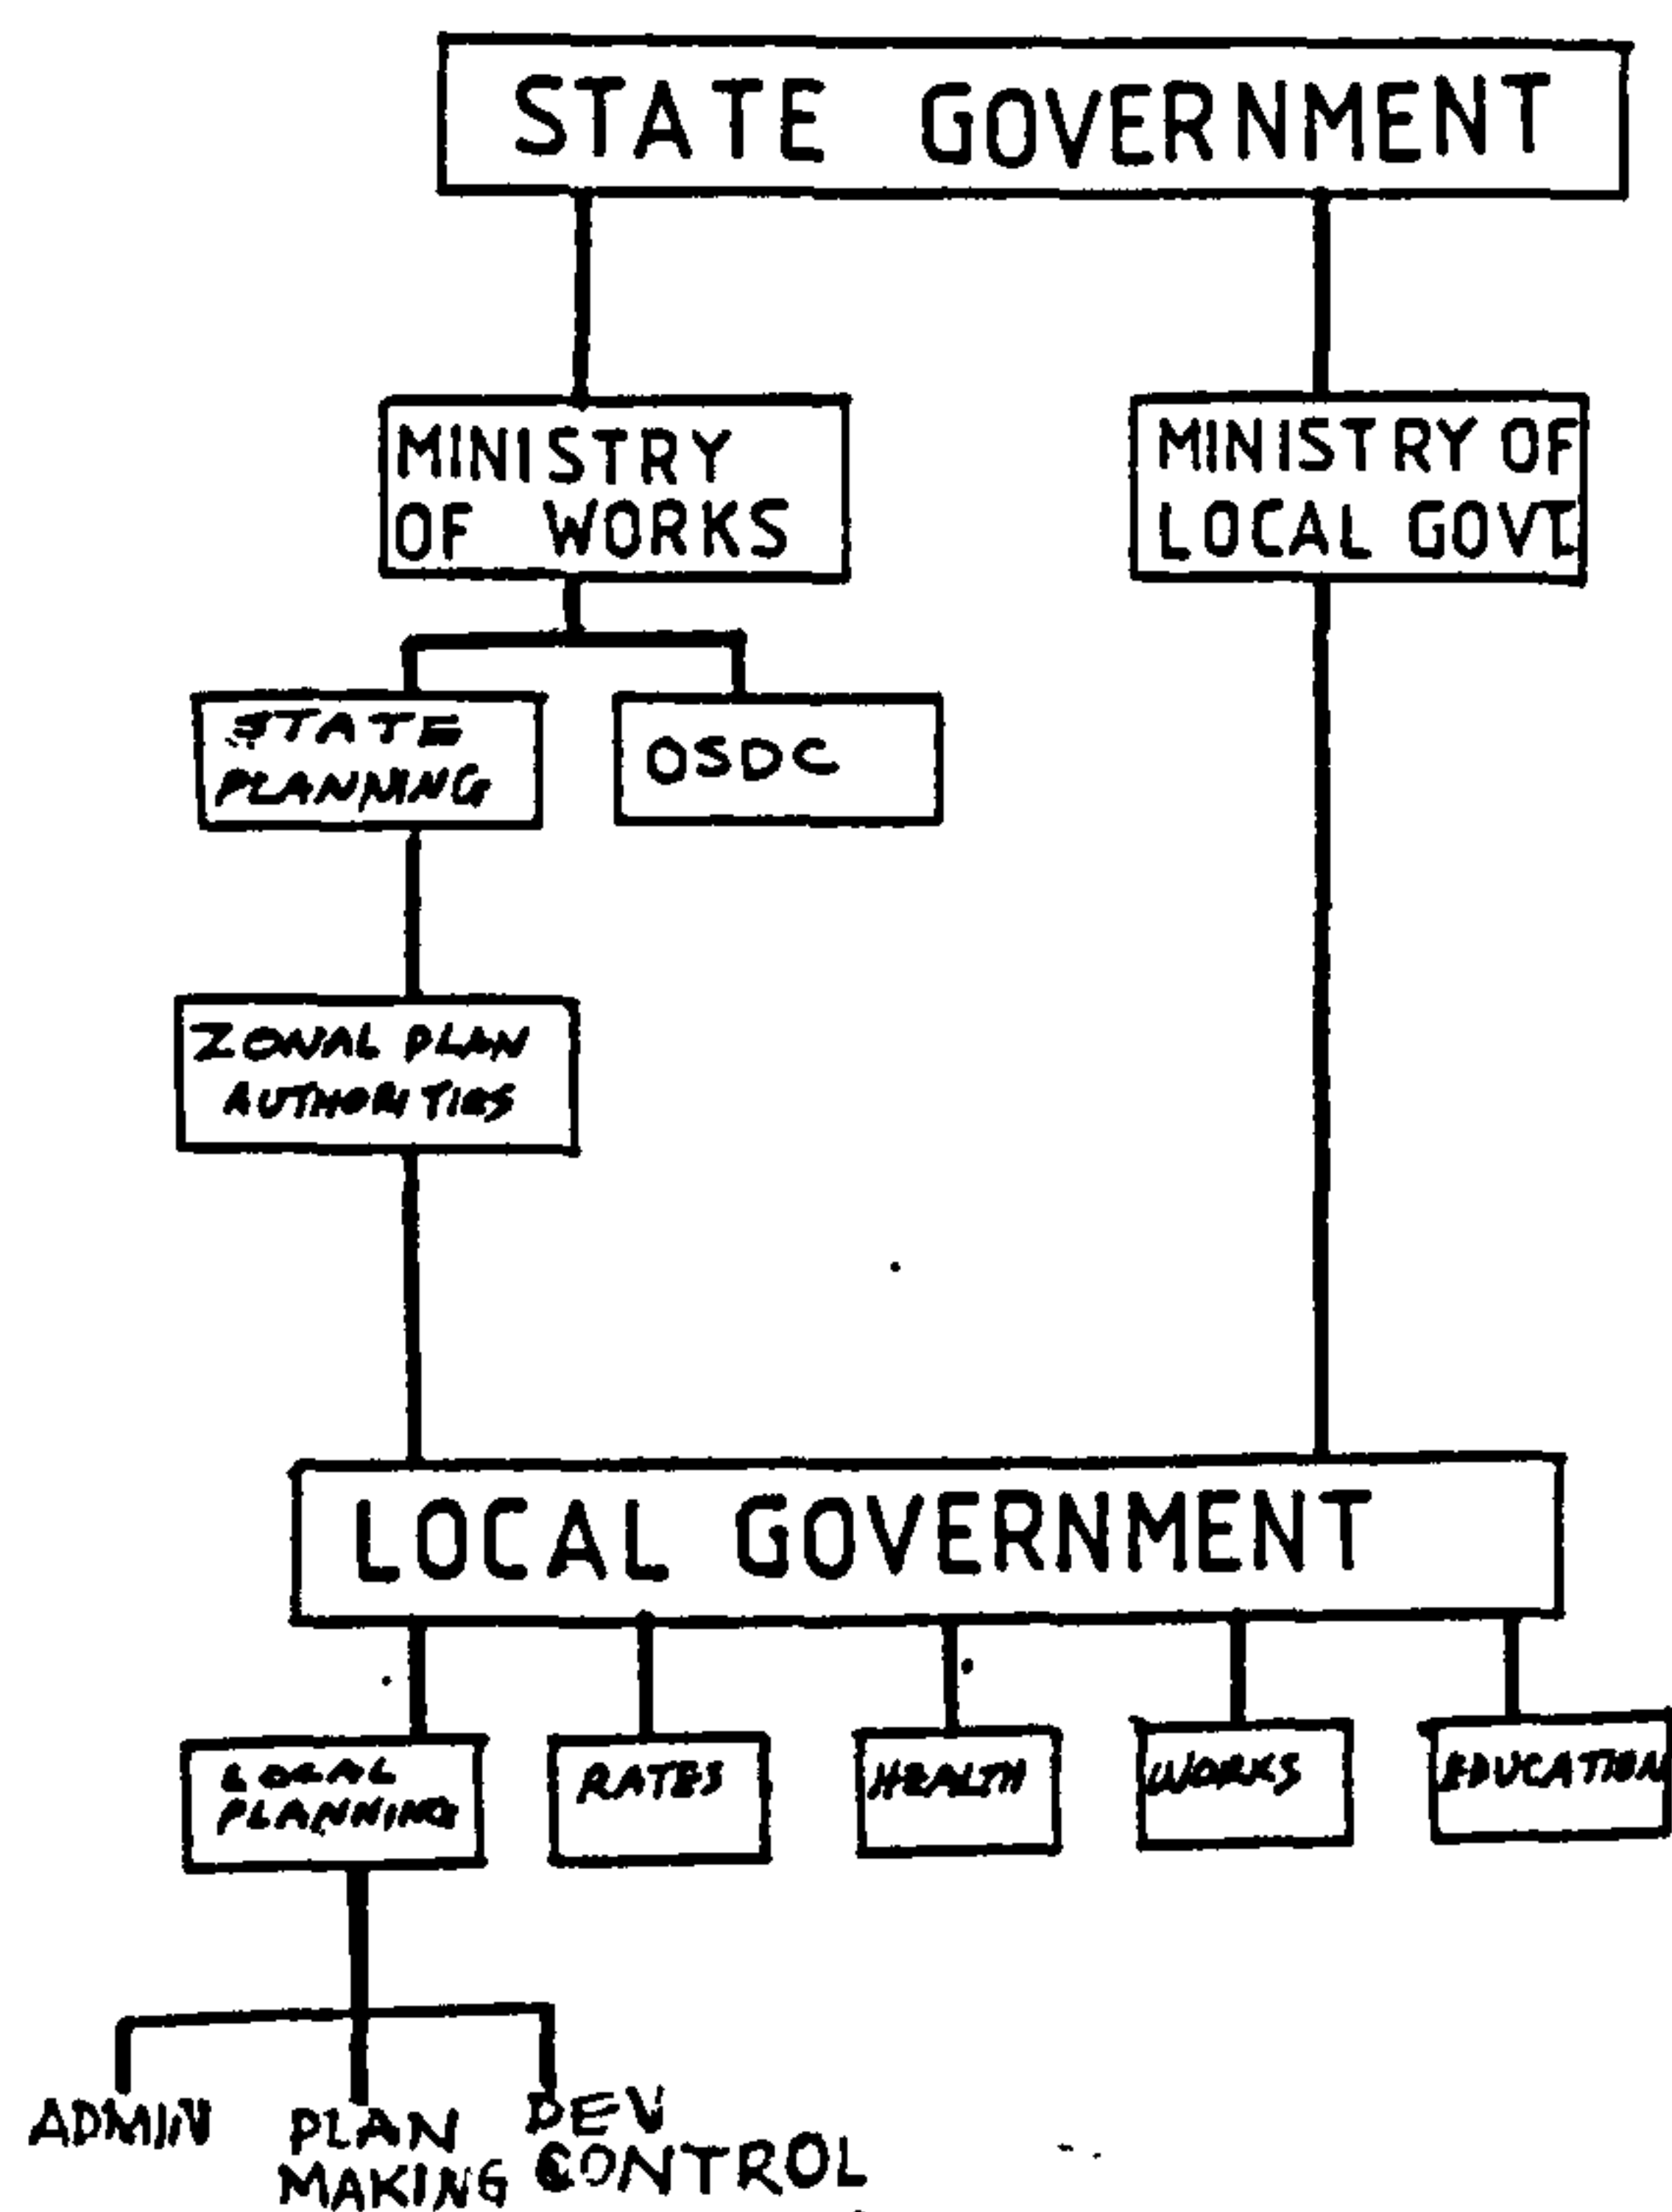 STATE GOVERNMENT
MINISTRY
OF WORKS
MINISTRY OF
LOCAL GOVT
STATE
PLANNING
OSDC
ZONAL PLAN
AUTHORITIES
LOCAL GOVERNMENT
LOCAL
PLANNING
RATES
HEALTH
WORKS
EDUCATION
ADMIN
PLAN
MAKING
DEV
CONTROL